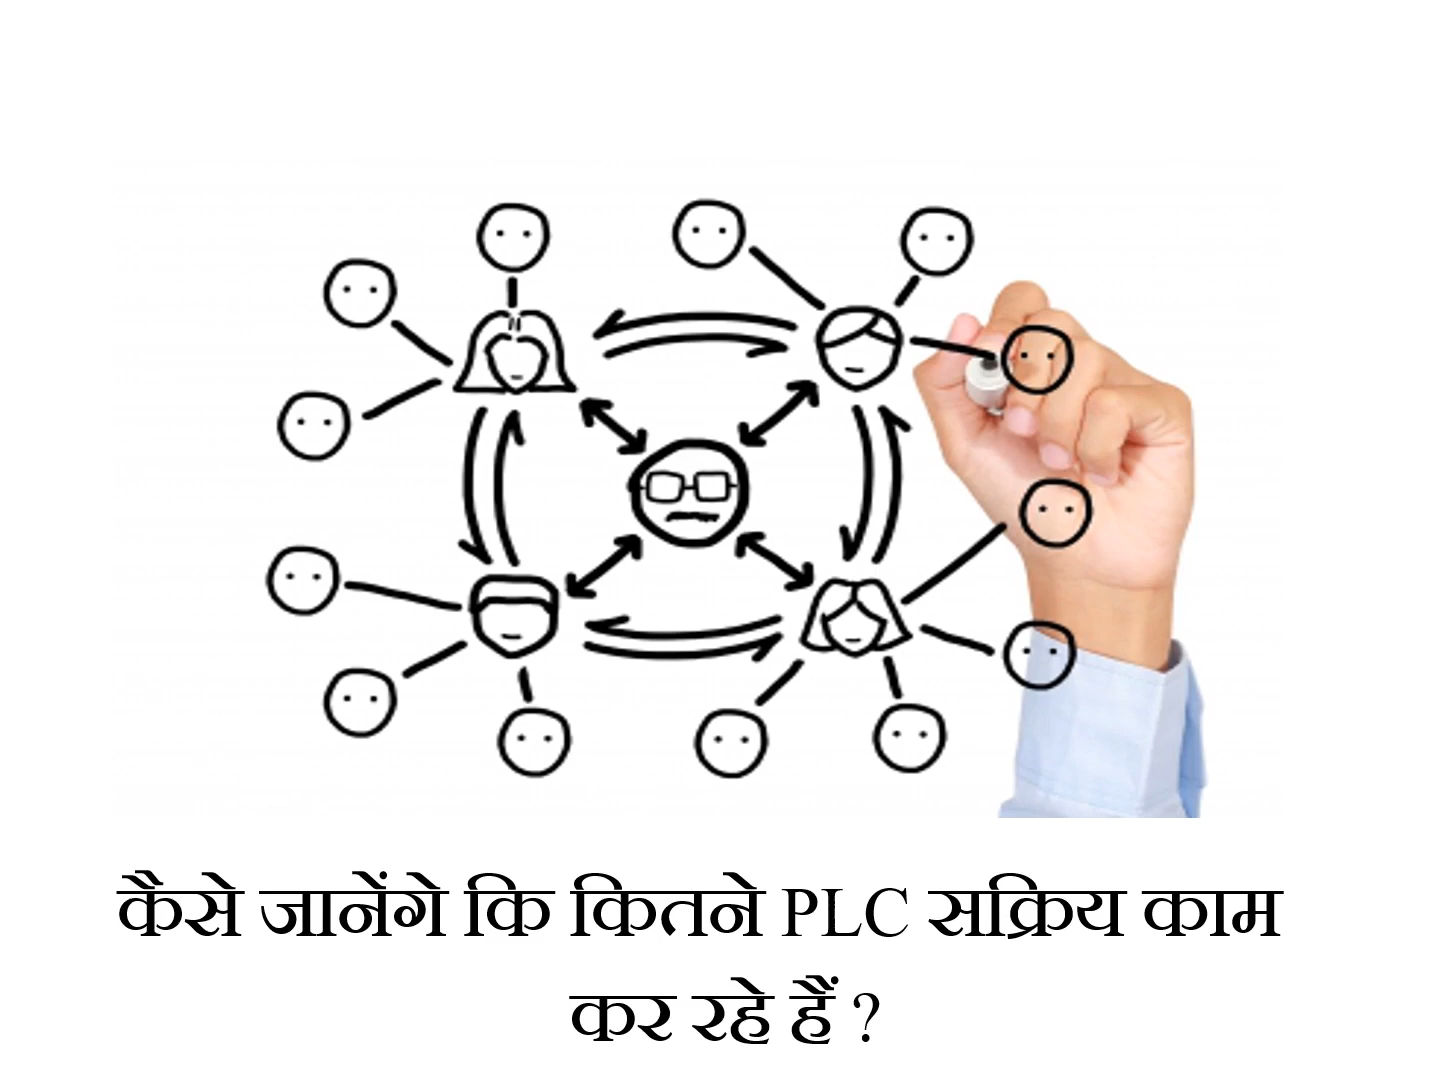 कैसे जानेंगे कि कितने PLC सक्रिय काम
कर रहे हैं ?